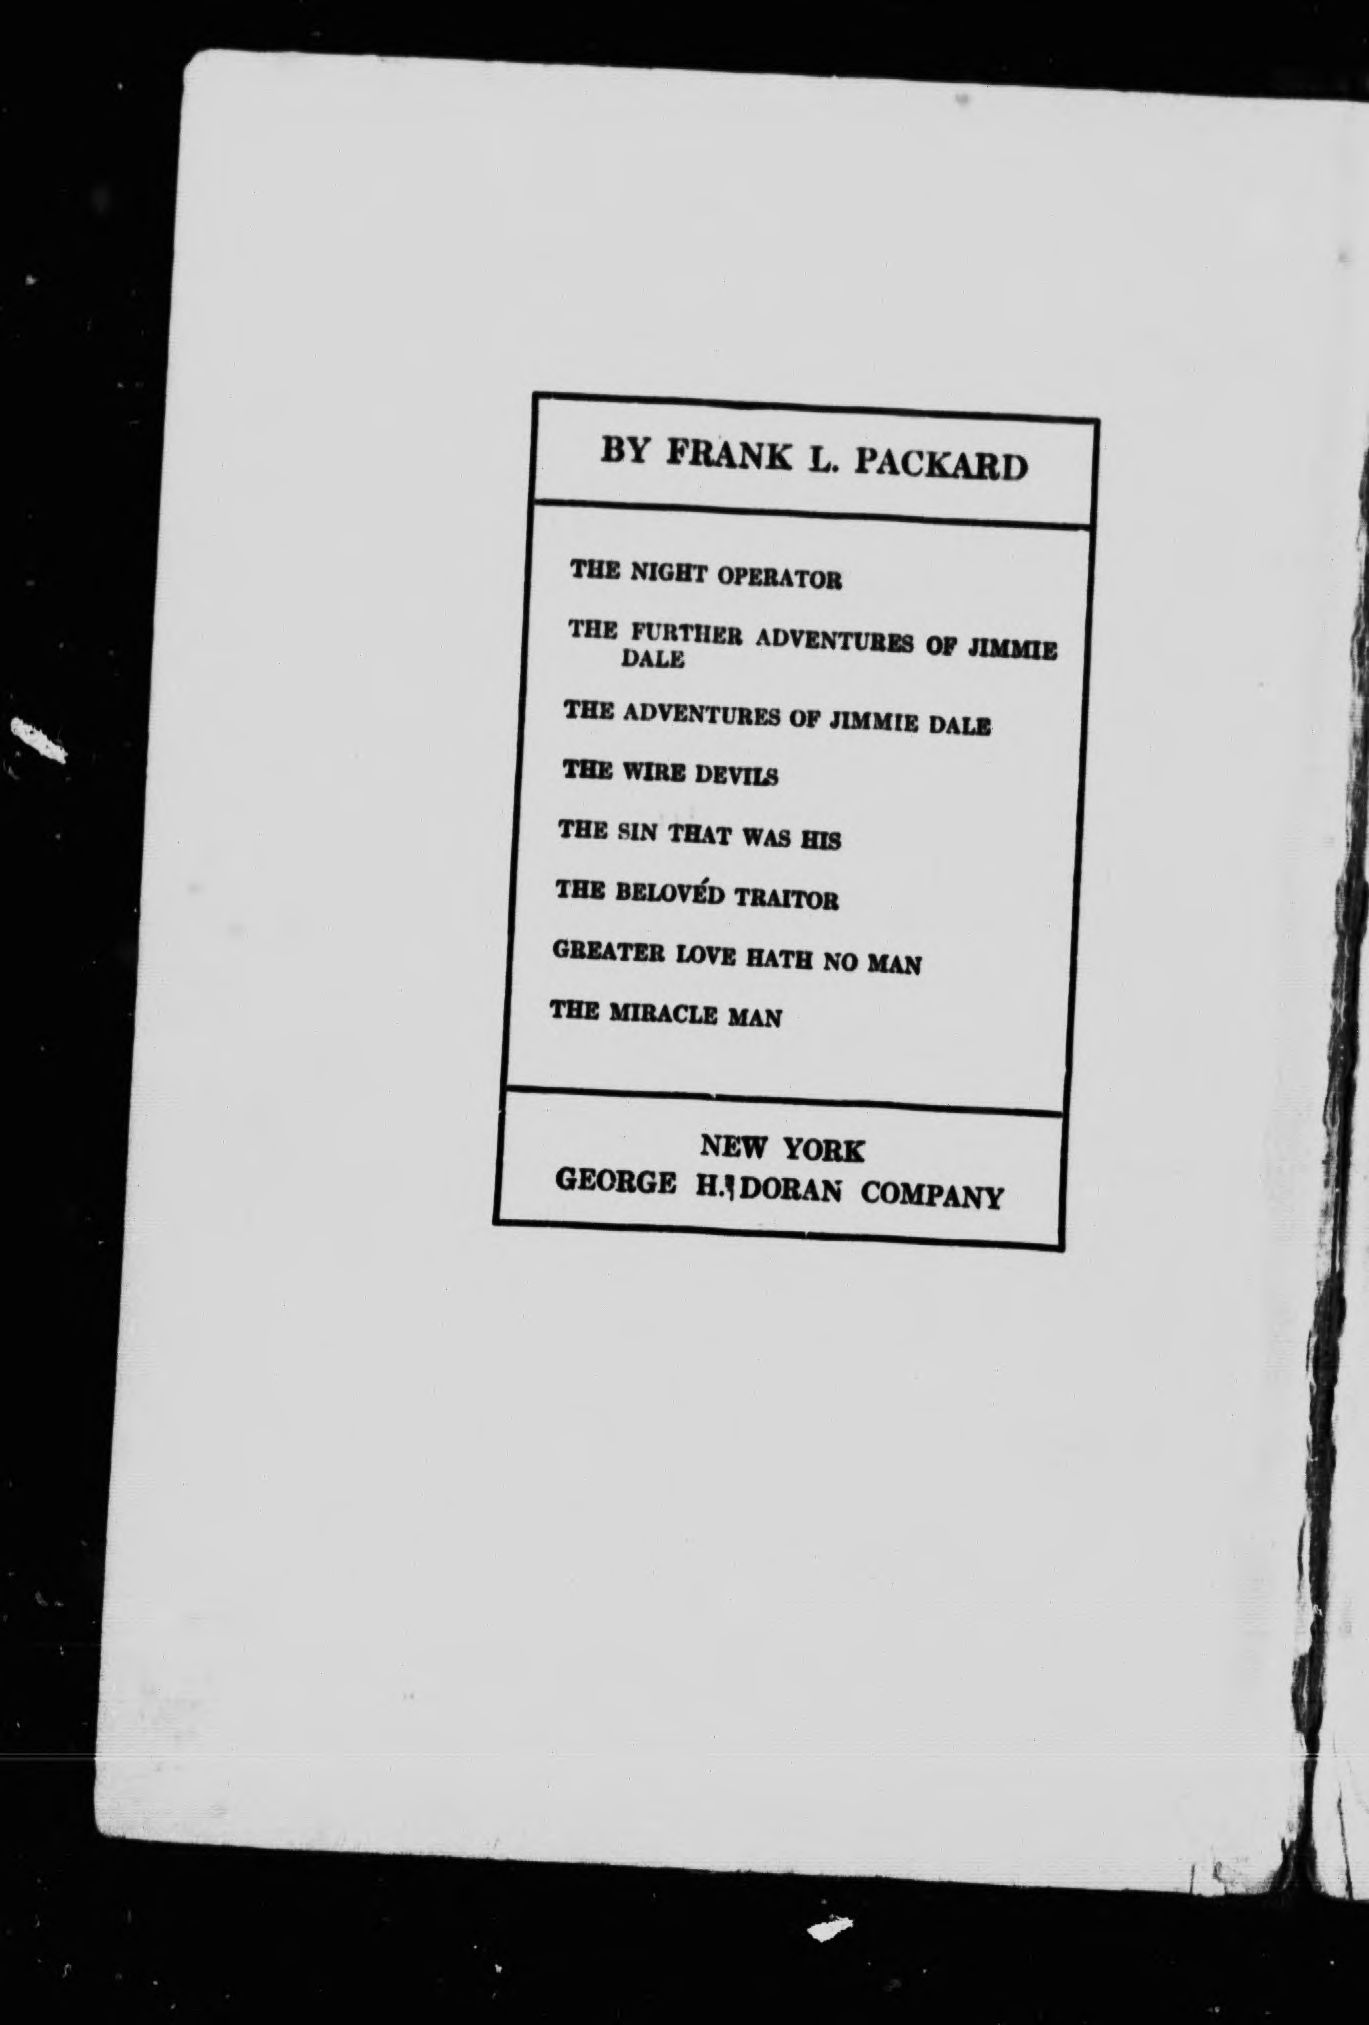 BY FRANK L. PACKARD
THE NIGHT OPERATOR
THE FURTHER ADVENTURES OF JIMMIE
DALE
THE ADVENTURES OF JIMMIE DALE
THE WIRE DEVILS
THE SIN THAT WAS HIS
THE BELOVÉD TRAITOR
GREATER LOVE HATH NO MAN
THE MIRACLE MAN
NEW YORK
GEORGE H. DORAN COMPANY